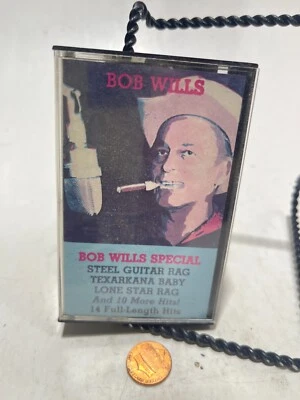 BOB WILLS
BOB WILLS SPECIAL
STEEL GUITAR RAG
TEXARKANA BABY
LONE STAR RAG
And 10 More Hits!
14 Full-Length Hits